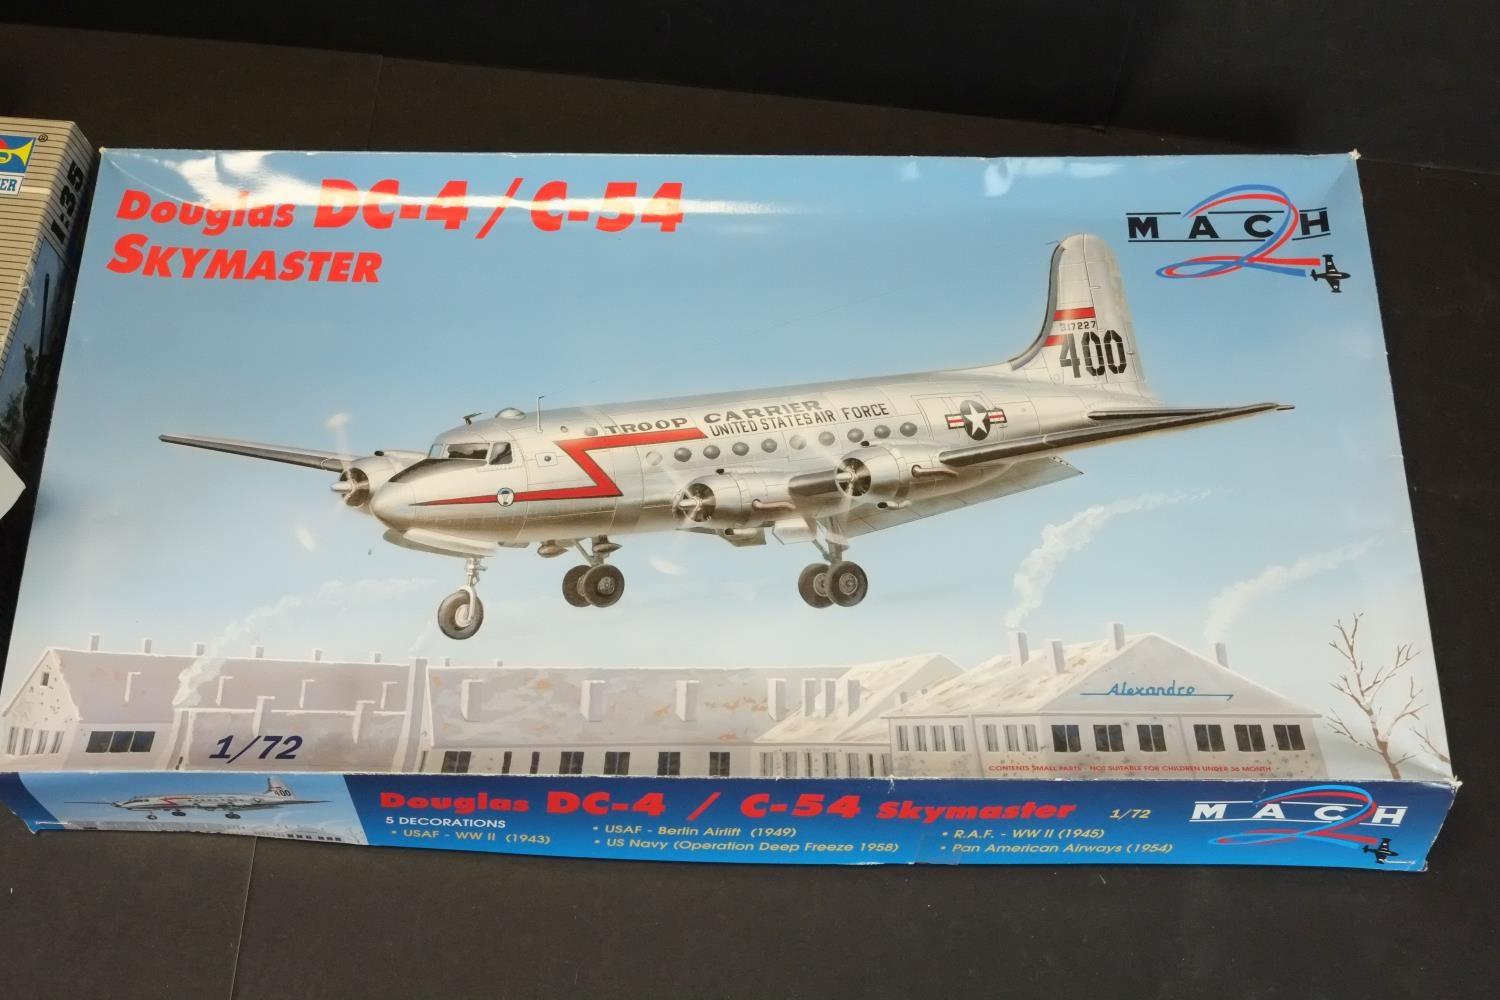 Douglas DC-4 / C-54
SKYMASTER
MACH 2
®
1:35
317227
400
TROOP CARRIER
UNITED STATES AIR FORCE
Alexandre
1/72
CONTENTS SMALL PARTS - NOT SUITABLE FOR CHILDREN UNDER 36 MONTH
400
Douglas DC-4 / C-54 Skymaster 1/72
MACH 2
5 DECORATIONS
• USAF - WW II (1943)
• USAF - Berlin Airlift (1949)
• US Navy (Operation Deep Freeze 1958)
• R.A.F. - WW II (1945)
• Pan American Airways (1954)